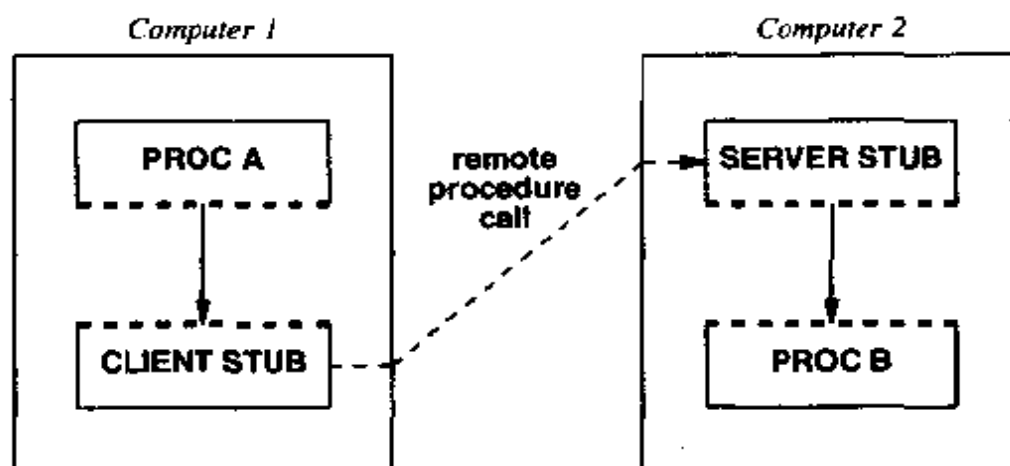 Computer 1
Computer 2
PROC A
SERVER STUB
remote
procedure
call
CLIENT STUB
PROC B